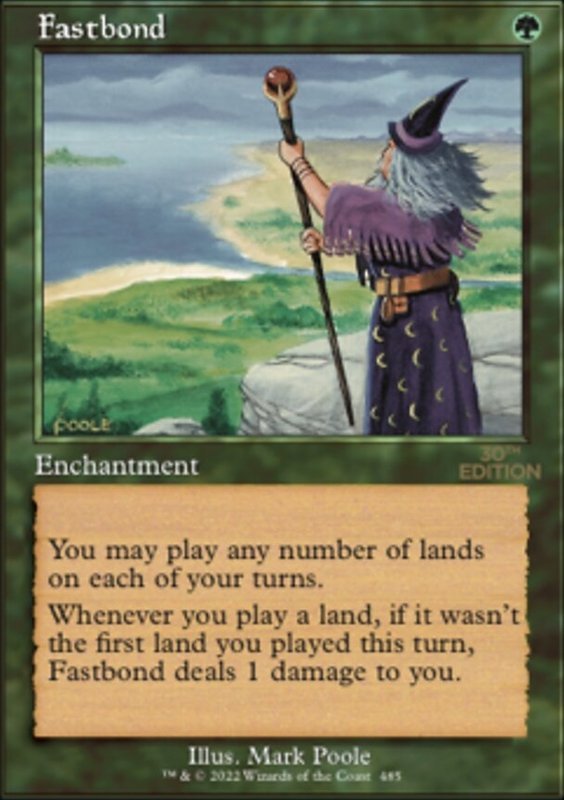 Fastbond
POOLE
Enchantment
30TH
EDITION
You may play any number of lands
on each of your turns.
Whenever you play a land, if it wasn't
the first land you played this turn,
Fastbond deals 1 damage to you.
Illus. Mark Poole
™ & © 2022 Wizards of the Coast 485